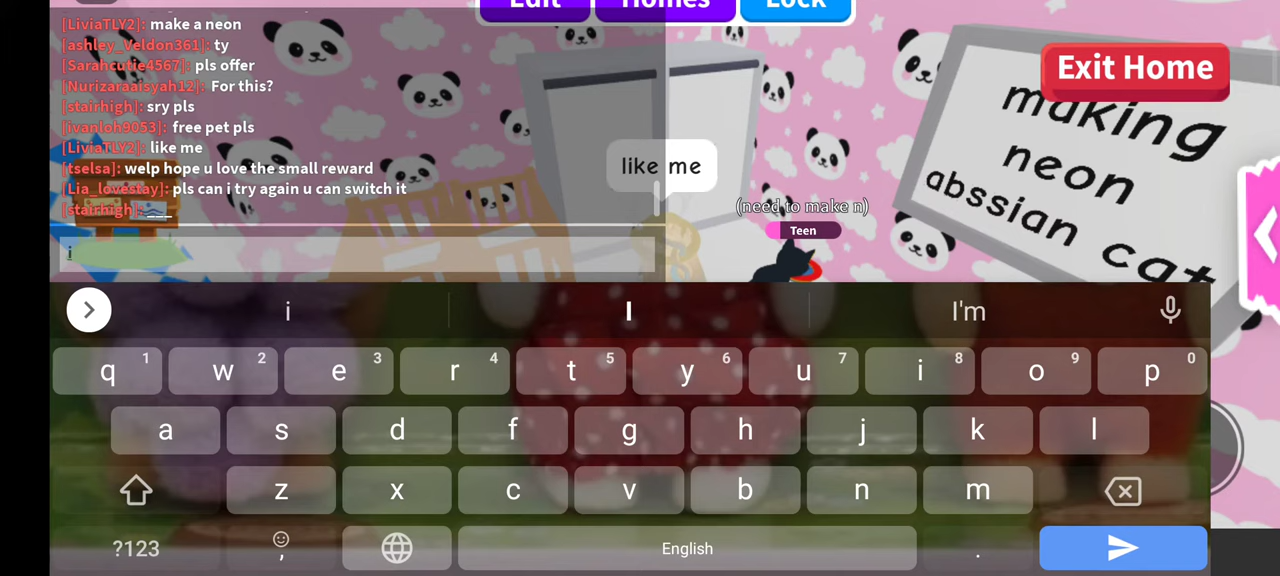 Edit Homes Lock
[LiviaTLY2]: make a neon
[ashley_Veldon361]: ty
[Sarahcutie4567]: pls offer
[Nurizaraaisyah12]: For this?
[stairhigh]: sry pls
[ivanloh9053]: free pet pls
[LiviaTLY2]: like me
[tselsa]: welp hope u love the small reward
[Lia_lovestay]: pls can i try again u can switch it
[stairhigh]: ___
i
like me
(need to make n)
Teen
Exit Home
making
neon
abssian cat
i I I'm
q 1 w 2 e 3 r 4 t 5 y 6 u 7 i 8 o 9 p 0
a s d f g h j k l
z x c v b n m
?123 , English .